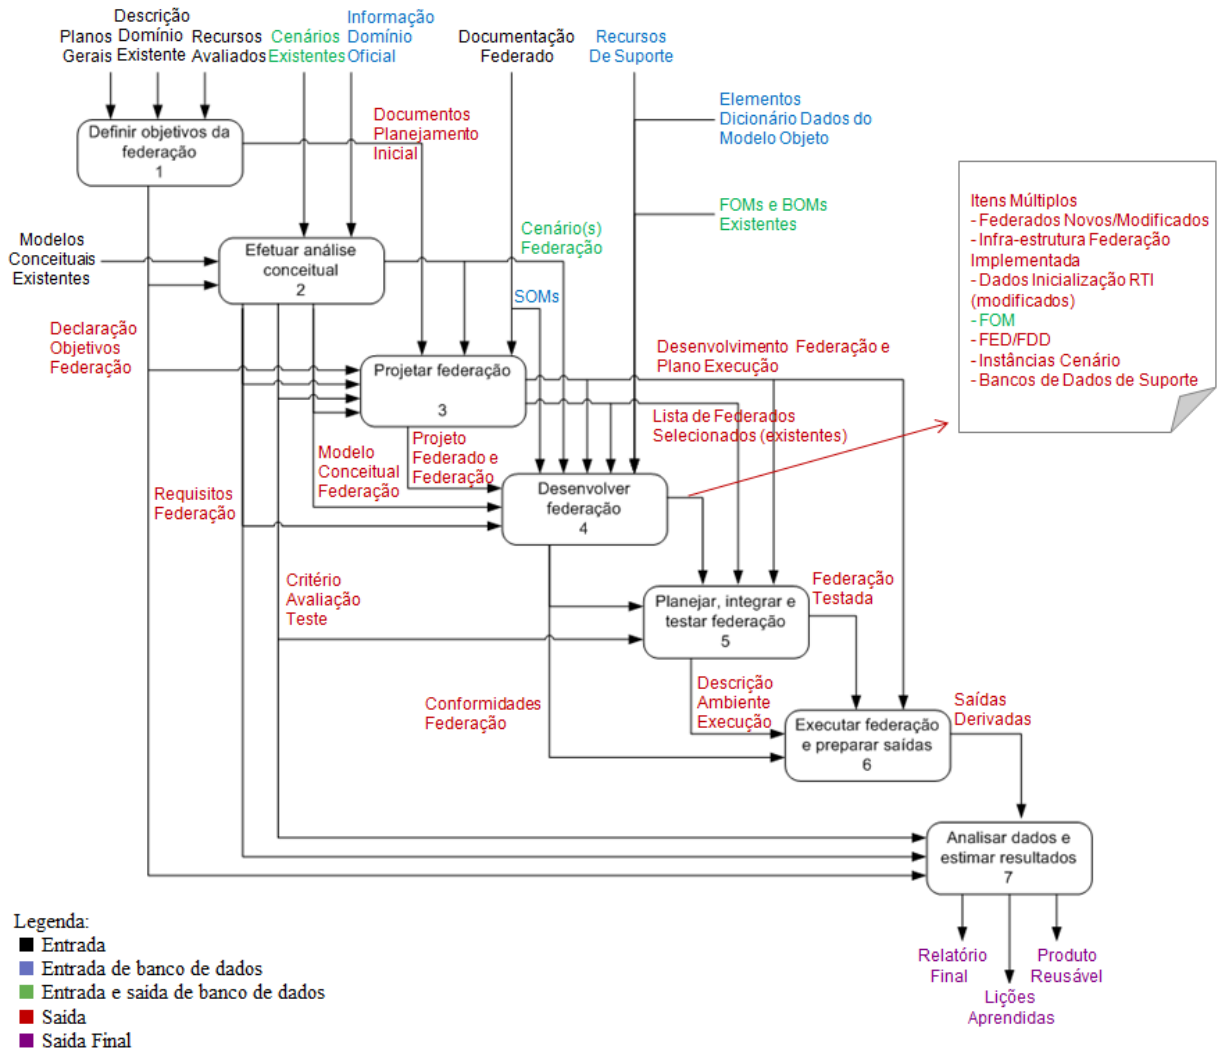 Planos
Gerais
Descrição
Domínio
Existente
Recursos
Avaliados
Cenários
Existentes
Informação
Domínio
Oficial
Documentação
Federado
Recursos
De Suporte
Elementos
Dicionário Dados do
Modelo Objeto
Definir objetivos da
federação
1
Documentos
Planejamento
Inicial
FOMs e BOMs
Existentes
Itens Múltiplos
- Federados Novos/Modificados
- Infra-estrutura Federação
Implementada
- Dados Inicialização RTI
(modificados)
- FOM
- FED/FDD
- Instâncias Cenário
- Bancos de Dados de Suporte
Modelos
Conceituais
Existentes
Efetuar análise
conceitual
2
Cenário(s)
Federação
SOMs
Declaração
Objetivos
Federação
Projetar federação
3
Desenvolvimento Federação e
Plano Execução
Lista de Federados
Selecionados (existentes)
Modelo
Conceitual
Federação
Projeto
Federado e
Federação
Requisitos
Federação
Desenvolver
federação
4
Critério
Avaliação
Teste
Planejar, integrar e
testar federação
5
Federação
Testada
Conformidades
Federação
Descrição
Ambiente
Execução
Executar federação
e preparar saídas
6
Saídas
Derivadas
Analisar dados e
estimar resultados
7
Relatório
Final
Lições
Aprendidas
Produto
Reusável
Legenda:
Entrada
Entrada de banco de dados
Entrada e saída de banco de dados
Saída
Saída Final